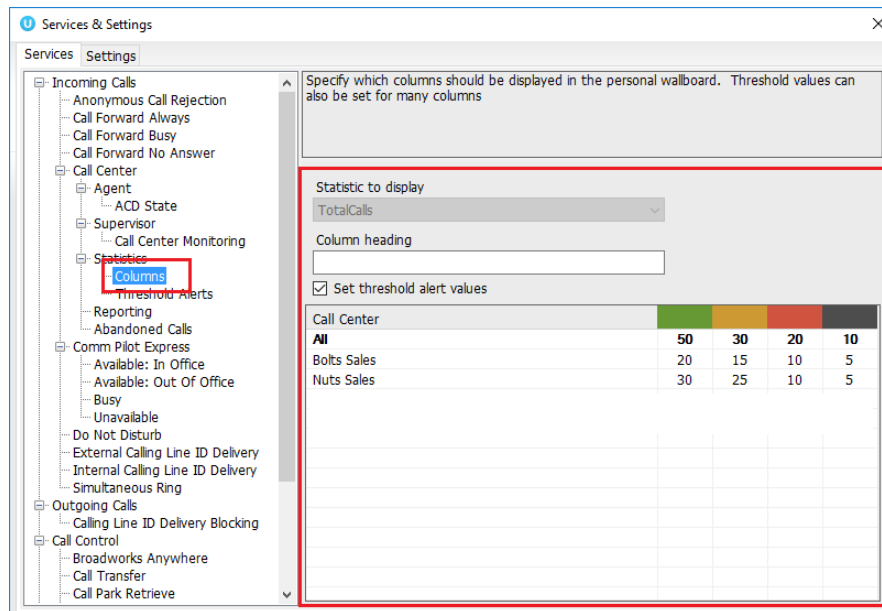 Services & Settings
Services Settings
Incoming Calls
Anonymous Call Rejection
Call Forward Always
Call Forward Busy
Call Forward No Answer
Call Center
Agent
ACD State
Supervisor
Call Center Monitoring
Statistics
Columns
Threshold Alerts
Reporting
Abandoned Calls
Comm Pilot Express
Available: In Office
Available: Out Of Office
Busy
Unavailable
Do Not Disturb
External Calling Line ID Delivery
Internal Calling Line ID Delivery
Simultaneous Ring
Outgoing Calls
Calling Line ID Delivery Blocking
Call Control
Broadworks Anywhere
Call Transfer
Call Park Retrieve
Specify which columns should be displayed in the personal wallboard. Threshold values can
also be set for many columns
Statistic to display
TotalCalls
Column heading
Set threshold alert values
Call Center
All 50 30 20 10
Bolts Sales 20 15 10 5
Nuts Sales 30 25 10 5